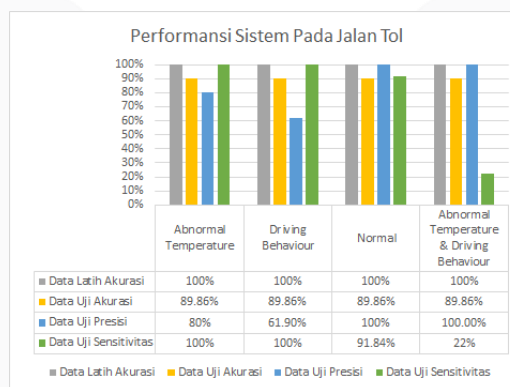 Performansi Sistem Pada Jalan Tol
100%
90%
80%
70%
60%
50%
40%
30%
20%
10%
0%
Abnormal Temperature
Driving Behaviour
Normal
Abnormal Temperature & Driving Behaviour
Data Latih Akurasi 100% 100% 100% 100%
Data Uji Akurasi 89.86% 89.86% 89.86% 89.86%
Data Uji Presisi 80% 61.90% 100% 100.00%
Data Uji Sensitivitas 100% 100% 91.84% 22%
Data Latih Akurasi Data Uji Akurasi Data Uji Presisi Data Uji Sensitivitas